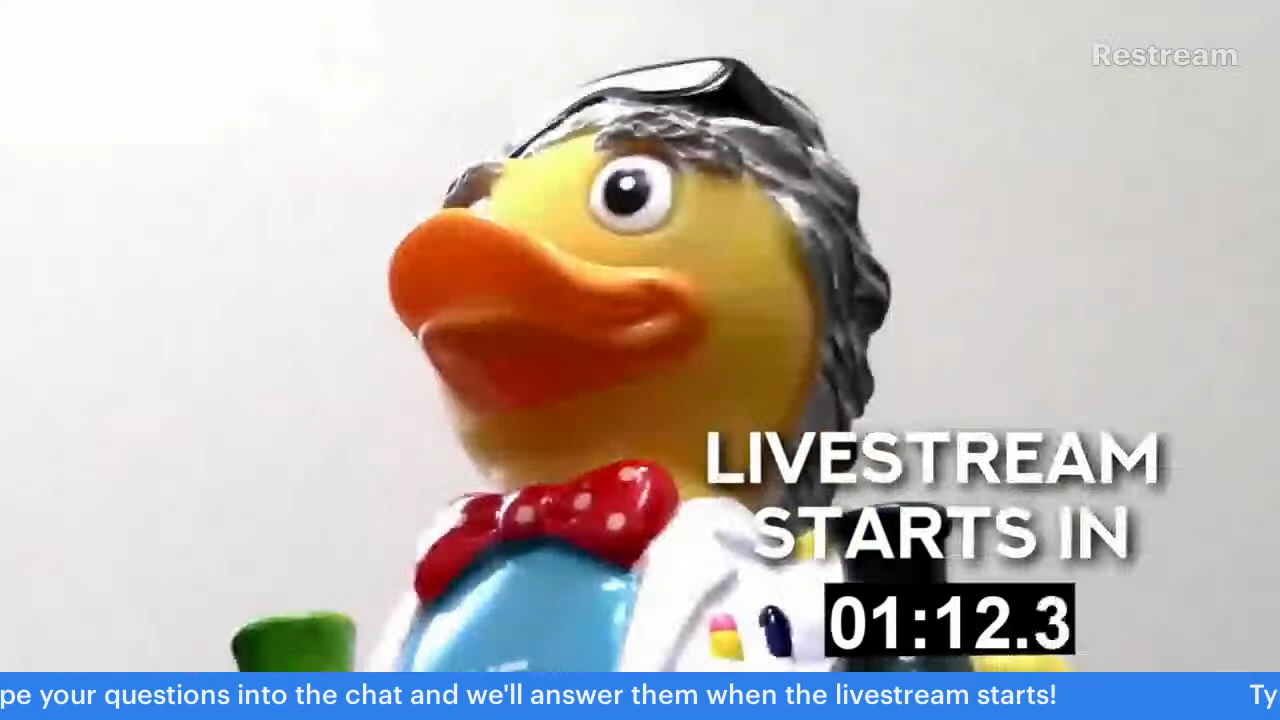 Restream
LIVESTREAM
STARTS IN
01:12.3
pe your questions into the chat and we'll answer them when the livestream starts! Ty